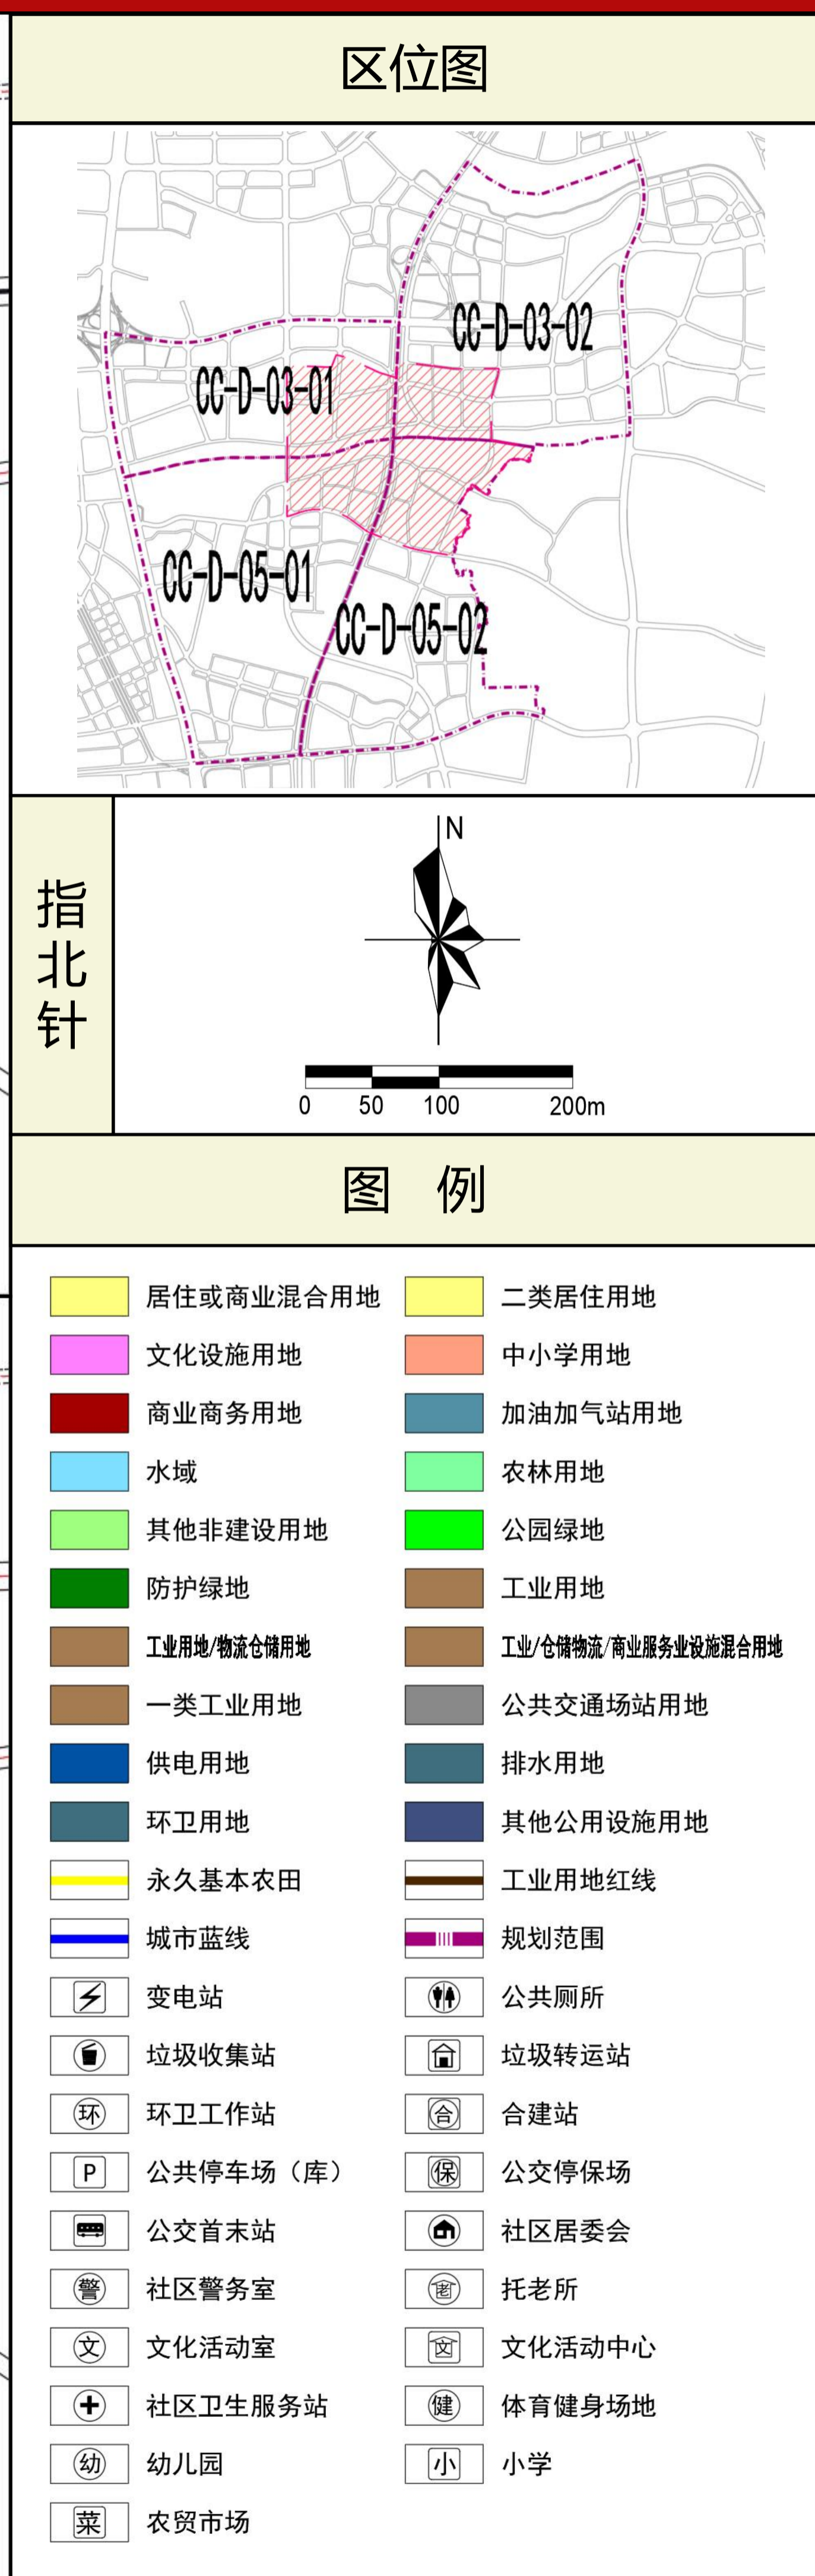 区位图
CC-D-03-02
CC-D-03-01
CC-D-05-01
CC-D-05-02
指北针
N
0 50 100 200m
图 例
居住或商业混合用地 二类居住用地
文化设施用地 中小学用地
商业商务用地 加油加气站用地
水域 农林用地
其他非建设用地 公园绿地
防护绿地 工业用地
工业用地/物流仓储用地 工业/仓储物流/商业服务业设施混合用地
一类工业用地 公共交通场站用地
供电用地 排水用地
环卫用地 其他公用设施用地
永久基本农田 工业用地红线
城市蓝线 规划范围
变电站 公共厕所
垃圾收集站 垃圾转运站
环 环卫工作站 合 合建站
P 公共停车场（库） 保 公交停保场
公交首末站 社区居委会
警 社区警务室 老 托老所
文 文化活动室 文 文化活动中心
社区卫生服务站 健 体育健身场地
幼 幼儿园 小 小学
菜 农贸市场